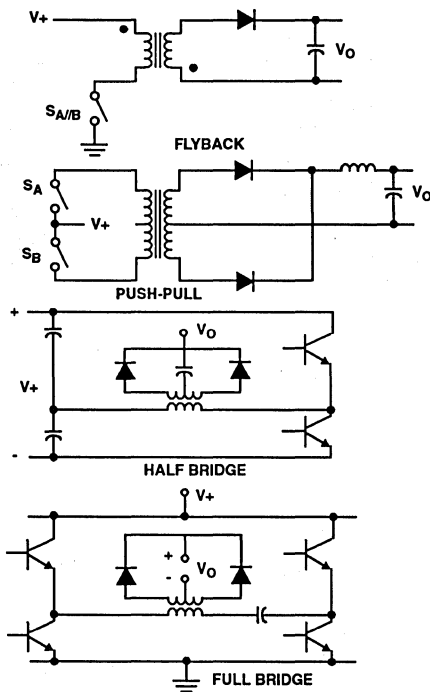 V+
VO
SA//B
FLYBACK
SA
V+
VO
SB
PUSH-PULL
+
VO
V+
-
HALF BRIDGE
V+
+
VO
-
FULL BRIDGE